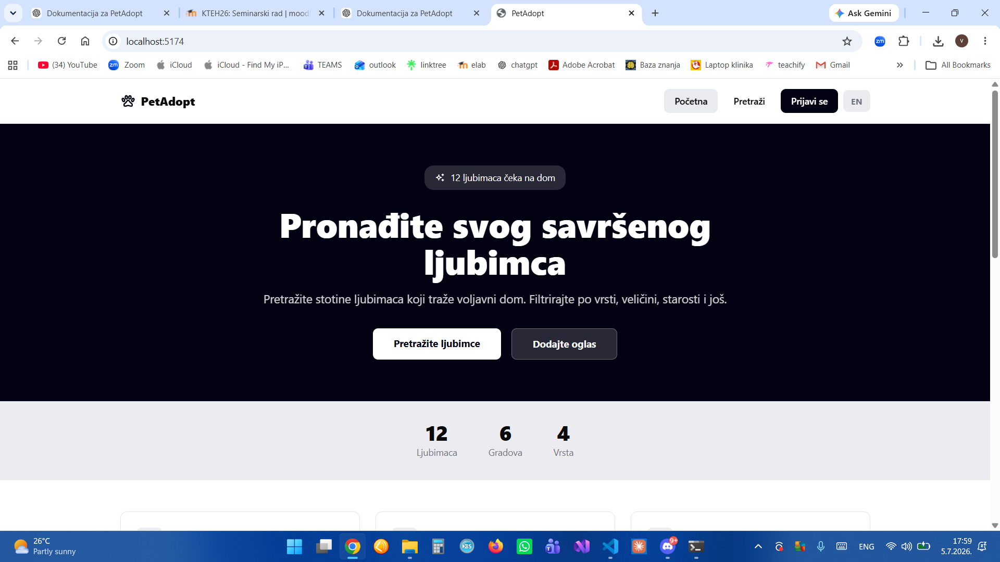 Dokumentacija za PetAdopt
KTEH26: Seminarski rad | mood
Dokumentacija za PetAdopt
PetAdopt
Ask Gemini
localhost:5174
zm
V
(34) YouTube
zm Zoom
iCloud
iCloud - Find My iP...
TEAMS
outlook
linktree
elab
chatgpt
Adobe Acrobat
Baza znanja
Laptop klinika
teachify
Gmail
All Bookmarks
PetAdopt
Početna
Pretraži
Prijavi se
EN
12 ljubimaca čeka na dom
Pronađite svog savršenog
ljubimca
Pretražite stotine ljubimaca koji traže voljavni dom. Filtrirajte po vrsti, veličini, starosti i još.
Pretražite ljubimce
Dodajte oglas
12
Ljubimaca
6
Gradova
4
Vrsta
26°C
Partly sunny
9+
ENG
17:59
5.7.2026.